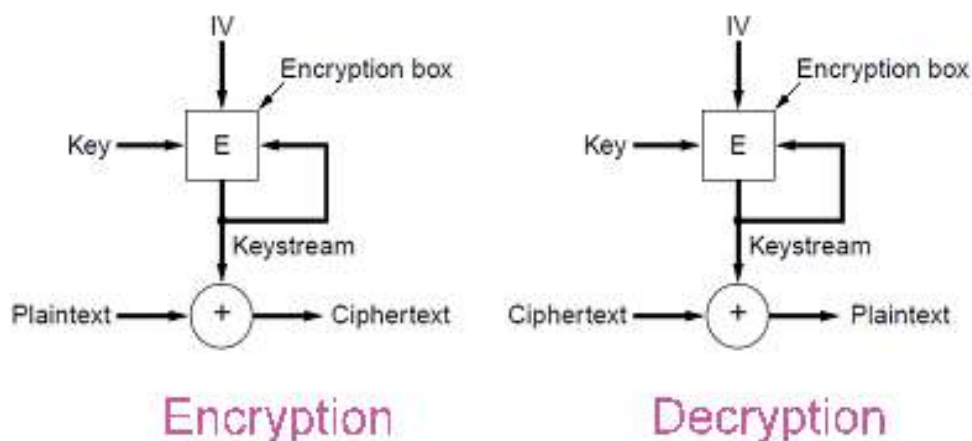 IV
Encryption box
Key
E
Keystream
Plaintext
+
Ciphertext
Encryption
IV
Encryption box
Key
E
Keystream
Ciphertext
+
Plaintext
Decryption